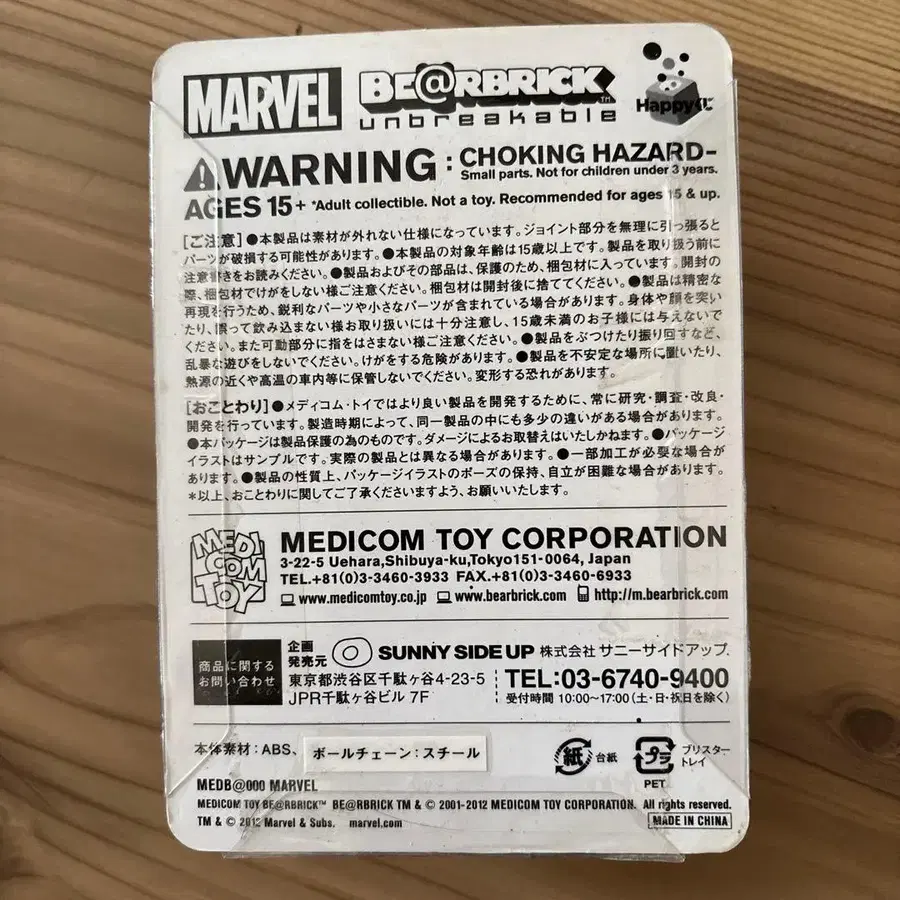 MARVEL BE@RBRICK TM
unbreakable
Happyくじ
WARNING : CHOKING HAZARD-
Small parts. Not for children under 3 years.
AGES 15+ *Adult collectible. Not a toy. Recommended for ages 15 & up.
[ご注意]●本製品は素材が外れない仕様になっています。ジョイント部分を無理に引っ張ると
パーツが破損する可能性があります。●本製品の対象年齢は15歳以上です。製品を取り扱う前に
注意書きをお読みください。●製品およびその部品は、保護のため、梱包材に入っています。開封の
際、梱包材でけがをしない様ご注意ください。梱包材は開封後に捨ててください。●製品は精密な
再現を行うため、鋭利なパーツや小さなパーツが含まれている場合があります。身体や顔を突い
たり、誤って飲み込まない様お取り扱いには十分注意し、15歳未満のお子様には与えないで
ください。また可動部分に指をはさまない様ご注意ください。●製品をぶつけたり振り回すなど、
乱暴な遊びをしないでください。けがをする危険があります。●製品を不安定な場所に置いたり、
熱源の近くや高温の車内等に保管しないでください。変形する恐れがあります。
[おことわり]●メディコム・トイではより良い製品を開発するために、常に研究・調査・改良・
開発を行っています。製造時期によって、同一製品の中にも多少の違いがある場合があります。
●本パッケージは製品保護の為のものです。ダメージによるお取替えはいたしかねます。●パッケージ
イラストはサンプルです。実際の製品とは異なる場合があります。●一部加工が必要な場合が
あります。●製品の性質上、パッケージイラストのポーズの保持、自立が困難な場合があります。
*以上、おことわりに関してご了承くださいますよう、お願いいたします。
MEDICOM TOY
MEDICOM TOY CORPORATION
3-22-5 Uehara,Shibuya-ku,Tokyo151-0064, Japan
TEL.+81(0)3-3460-3933 FAX.+81(0)3-3460-6933
www.medicomtoy.co.jp www.bearbrick.com http://m.bearbrick.com
商品に関する
お問い合わせ
企画
発売元 SUNNY SIDE UP 株式会社 サニーサイドアップ.
東京都渋谷区千駄ヶ谷4-23-5
JPR千駄ヶ谷ビル 7F
TEL:03-6740-9400
受付時間 10:00〜17:00(土・日・祝日を除く)
本体素材:ABS、 ボールチェーン:スチール
紙 台紙 プラ ブリスター
トレイ
PET
MEDB@000 MARVEL
MEDICOM TOY BE@RBRICK™ BE@RBRICK TM & © 2001-2012 MEDICOM TOY CORPORATION. All rights reserved.
TM & © 2012 Marvel & Subs. marvel.com
MADE IN CHINA